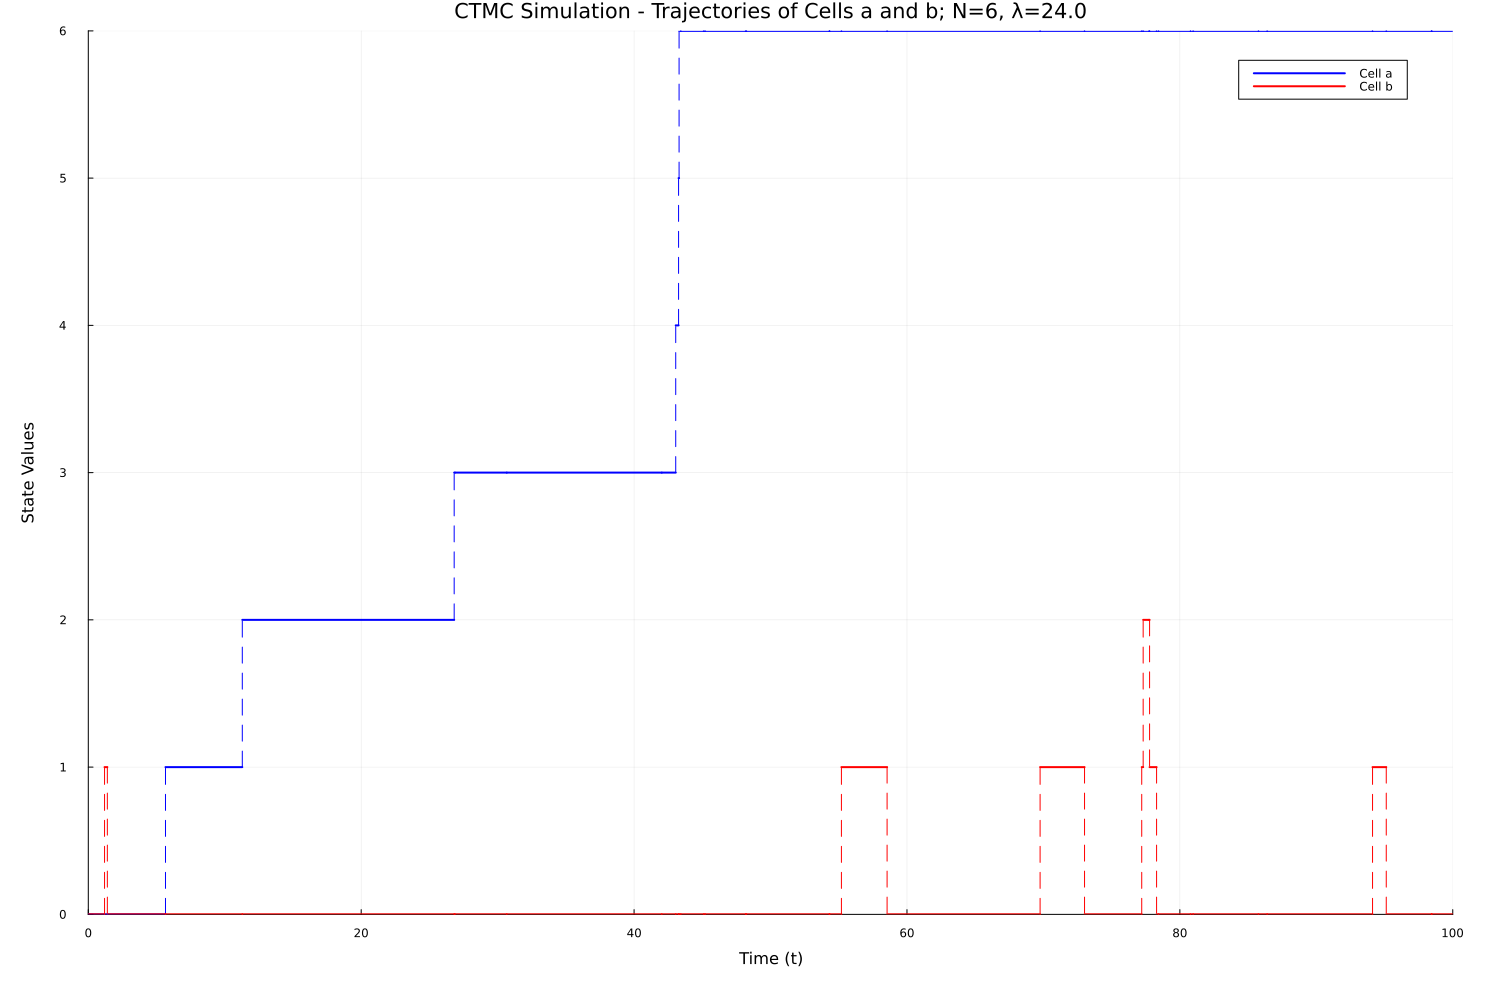 CTMC Simulation - Trajectories of Cells a and b; N=6, λ=24.0
6
5
4
3
2
1
0
State Values
Cell a
Cell b
0 20 40 60 80 100
Time (t)